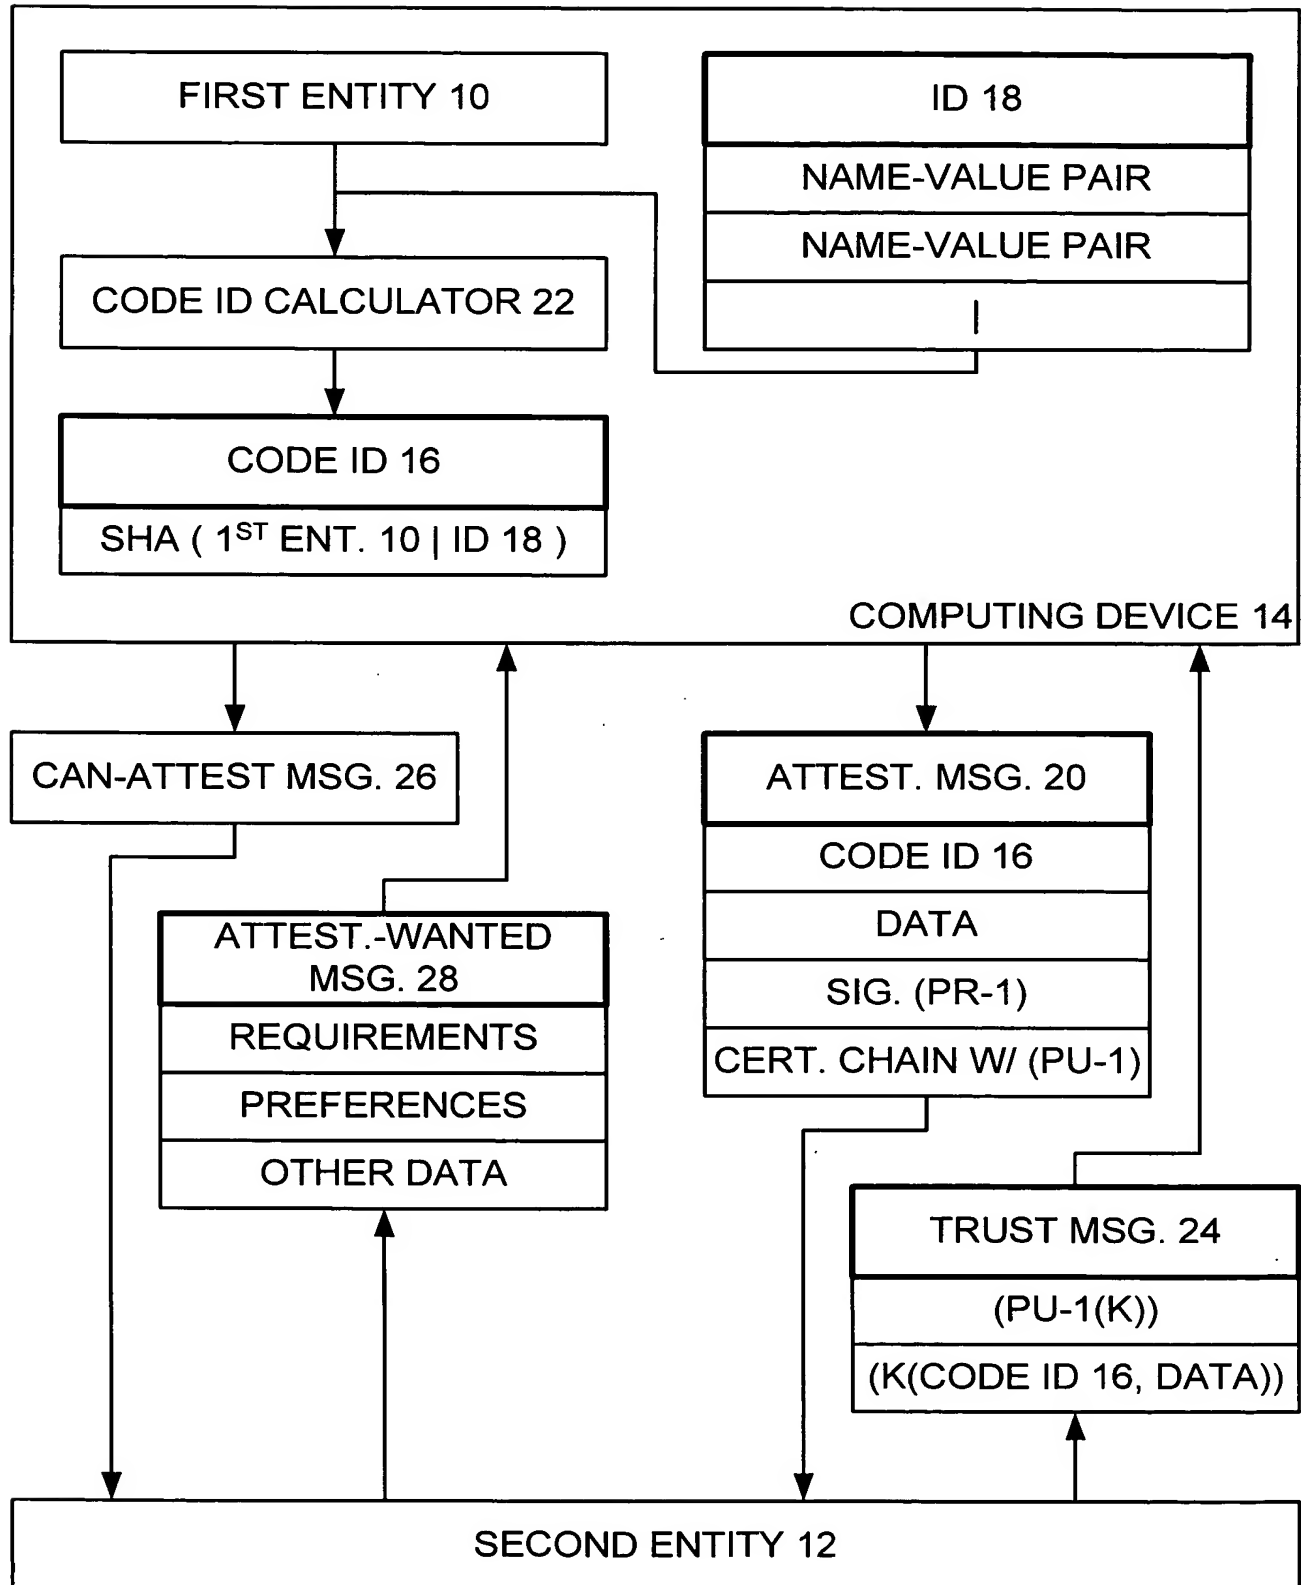 FIRST ENTITY 10
ID 18
NAME-VALUE PAIR
NAME-VALUE PAIR
|
CODE ID CALCULATOR 22
CODE ID 16
SHA ( 1ST ENT. 10 | ID 18 )
COMPUTING DEVICE 14
CAN-ATTEST MSG. 26
ATTEST.-WANTED
MSG. 28
REQUIREMENTS
PREFERENCES
OTHER DATA
ATTEST. MSG. 20
CODE ID 16
DATA
SIG. (PR-1)
CERT. CHAIN W/ (PU-1)
TRUST MSG. 24
(PU-1(K))
(K(CODE ID 16, DATA))
SECOND ENTITY 12